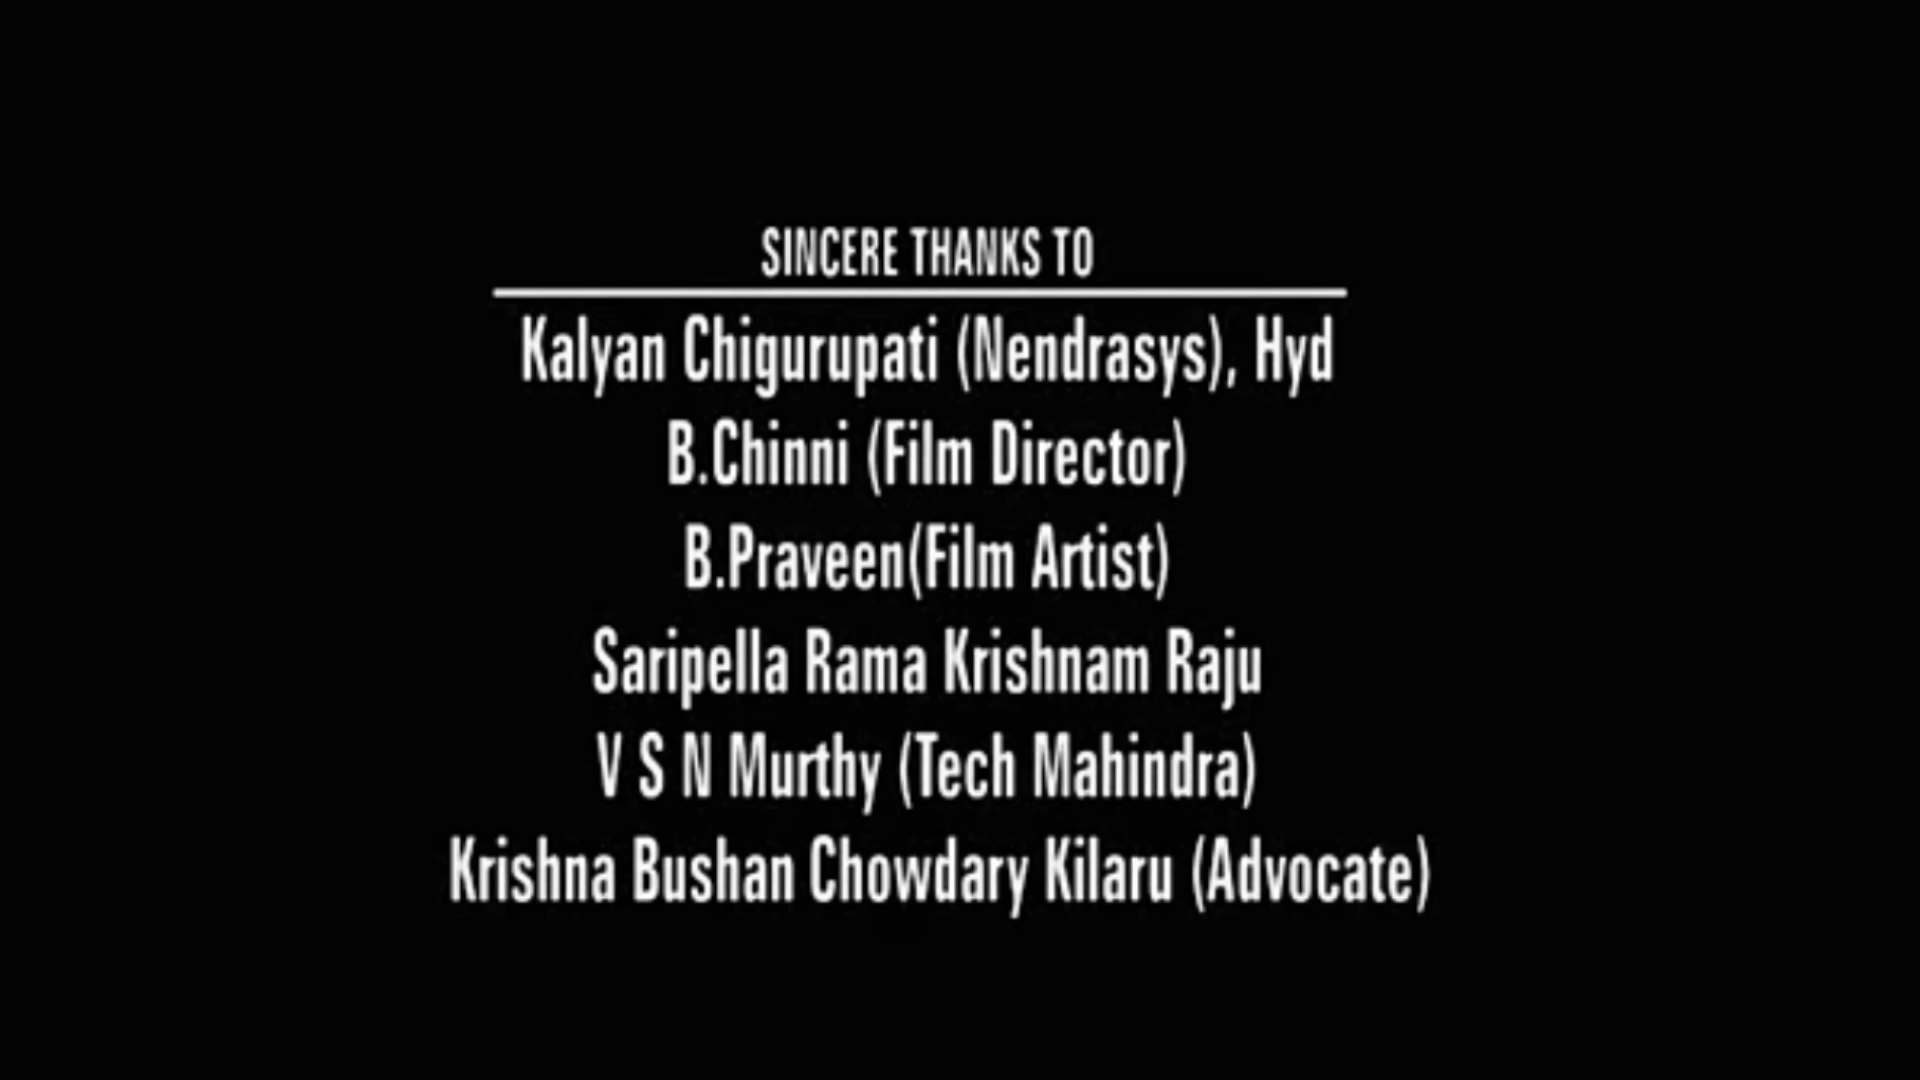 SINCERE THANKS TO
Kalyan Chigurupati (Nendrasys), Hyd
B.Chinni (Film Director)
B.Praveen(Film Artist)
Saripella Rama Krishnam Raju
V S N Murthy (Tech Mahindra)
Krishna Bushan Chowdary Kilaru (Advocate)